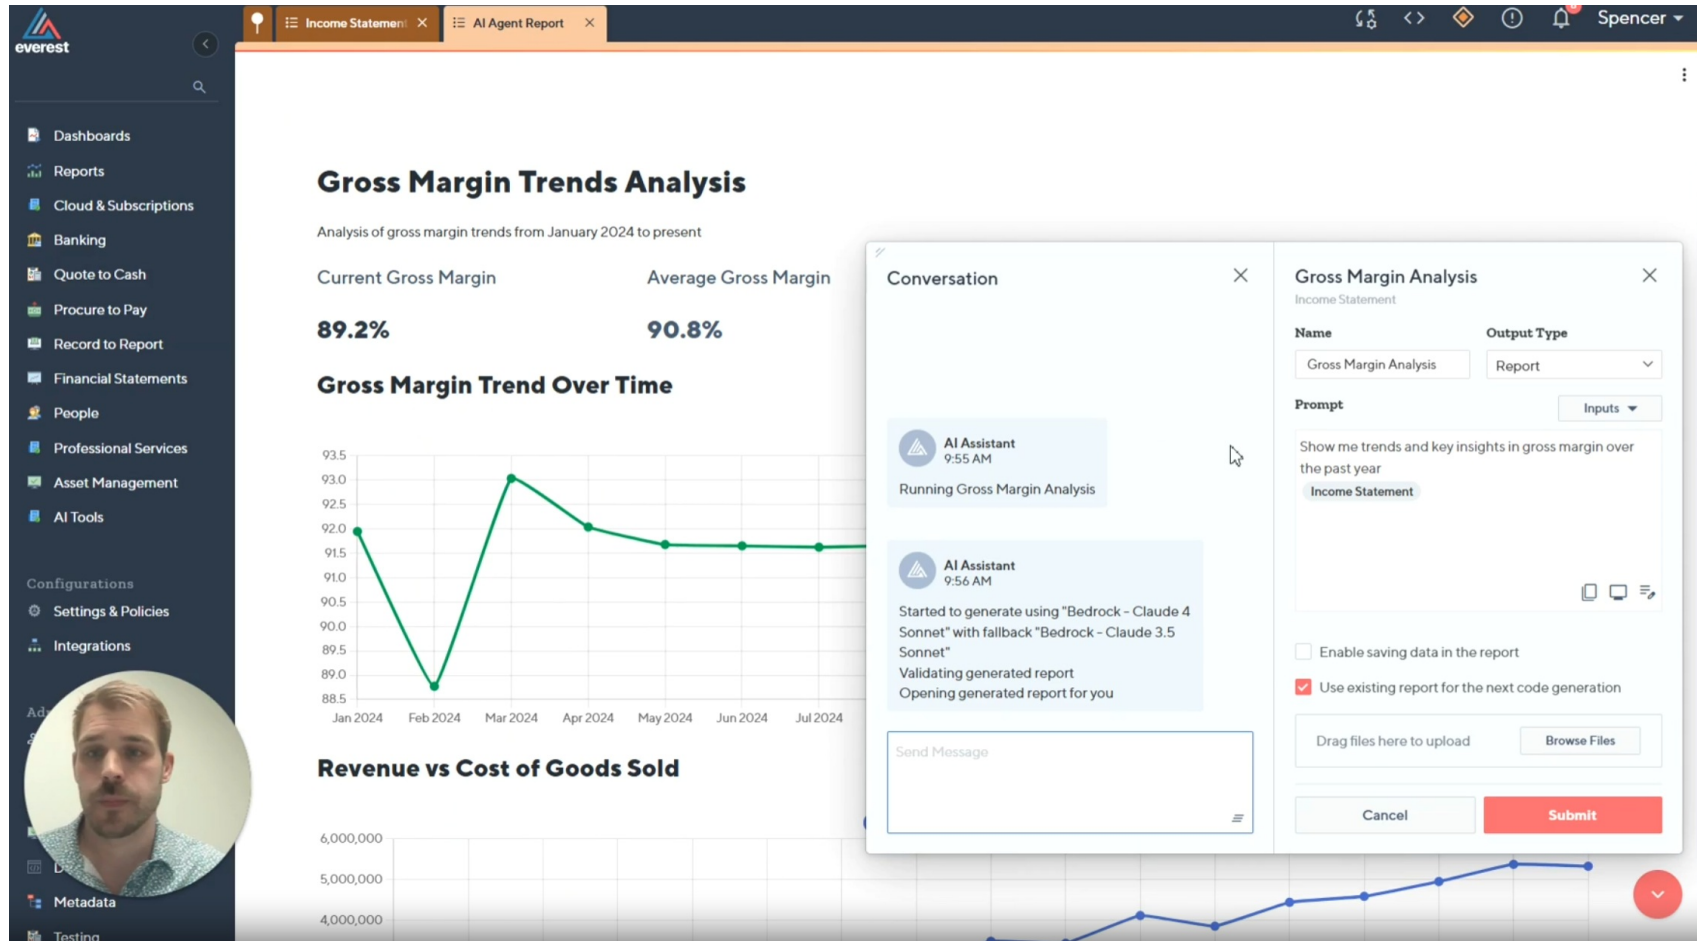 everest
Income Statement
AI Agent Report
Spencer
Dashboards
Reports
Cloud & Subscriptions
Banking
Quote to Cash
Procure to Pay
Record to Report
Financial Statements
People
Professional Services
Asset Management
AI Tools
Configurations
Settings & Policies
Integrations
Metadata
Testing
Gross Margin Trends Analysis
Analysis of gross margin trends from January 2024 to present
Current Gross Margin
Average Gross Margin
89.2%
90.8%
Gross Margin Trend Over Time
93.5
93.0
92.5
92.0
91.5
91.0
90.5
90.0
89.5
89.0
88.5
Jan 2024 Feb 2024 Mar 2024 Apr 2024 May 2024 Jun 2024 Jul 2024
Revenue vs Cost of Goods Sold
6,000,000
5,000,000
4,000,000
Conversation
AI Assistant
9:55 AM
Running Gross Margin Analysis
AI Assistant
9:56 AM
Started to generate using "Bedrock - Claude 4
Sonnet" with fallback "Bedrock - Claude 3.5
Sonnet"
Validating generated report
Opening generated report for you
Send Message
Gross Margin Analysis
Income Statement
Name
Output Type
Gross Margin Analysis
Report
Prompt
Inputs
Show me trends and key insights in gross margin over
the past year
Income Statement
Enable saving data in the report
Use existing report for the next code generation
Drag files here to upload
Browse Files
Cancel
Submit